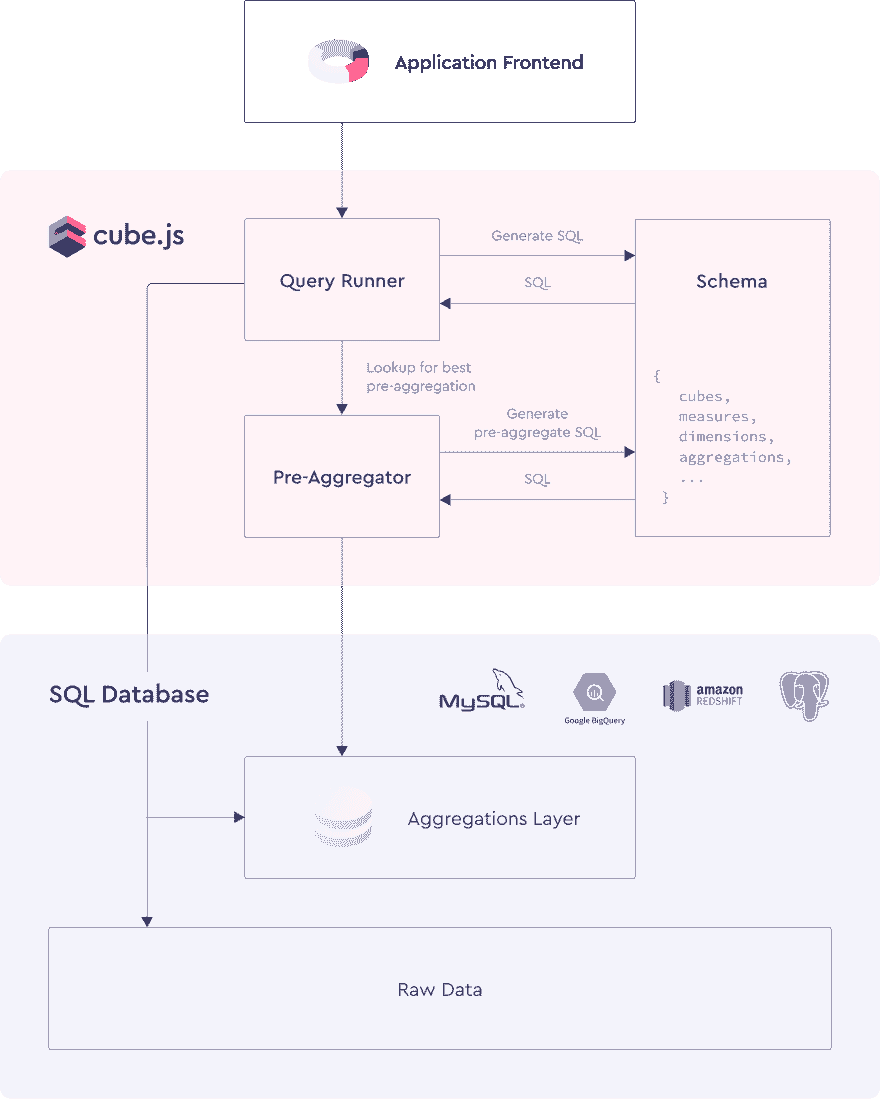 Application Frontend
cube.js
Generate SQL
Query Runner
SQL
Schema
Lookup for best
pre-aggregation
{
cubes,
measures,
dimensions,
aggregations,
...
}
Generate
pre-aggregate SQL
Pre-Aggregator
SQL
SQL Database
MySQL®
Google BigQuery
amazon
REDSHIFT
Aggregations Layer
Raw Data